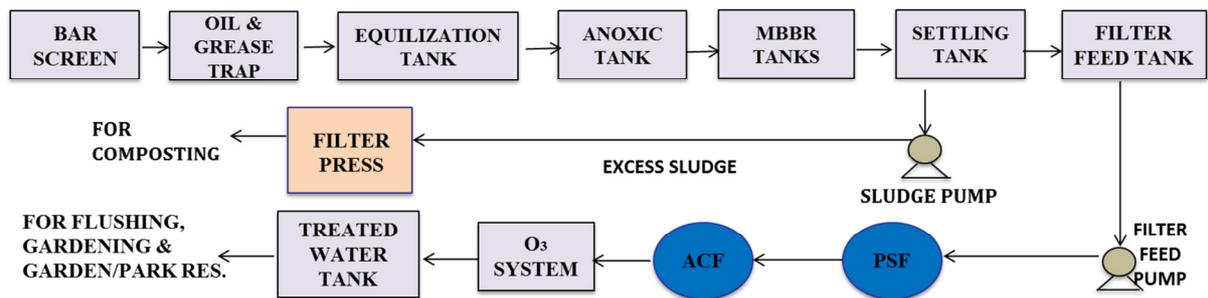 BAR
SCREEN
OIL &
GREASE
TRAP
EQUILIZATION
TANK
ANOXIC
TANK
MBBR
TANKS
SETTLING
TANK
FILTER
FEED TANK
FOR
COMPOSTING
FILTER
PRESS
EXCESS SLUDGE
SLUDGE PUMP
FOR FLUSHING,
GARDENING &
GARDEN/PARK RES.
TREATED
WATER
TANK
O₃
SYSTEM
ACF
PSF
FILTER
FEED
PUMP